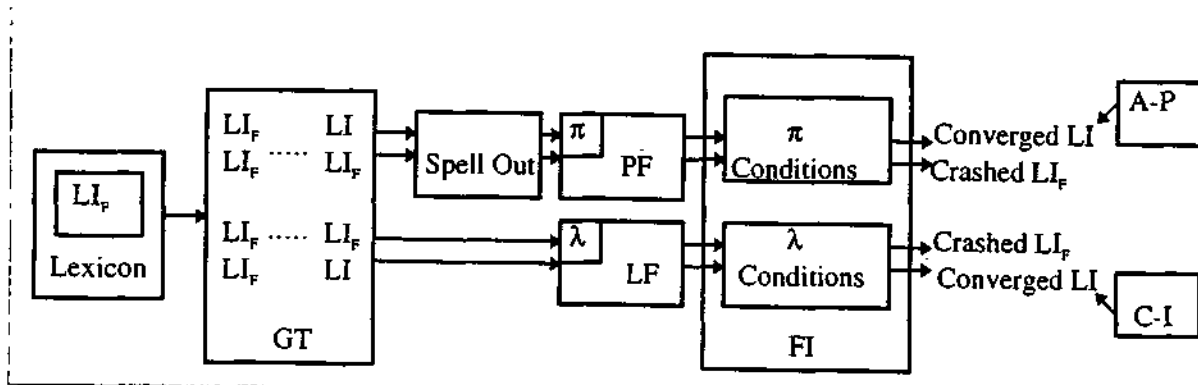 LI_F
Lexicon
LI_F LI
LI_F ..... LI_F
LI_F ..... LI_F
LI_F LI
GT
Spell Out
π
PF
λ
LF
π
Conditions
λ
Conditions
FI
Converged LI
Crashed LI_F
Crashed LI_F
Converged LI
A-P
C-I